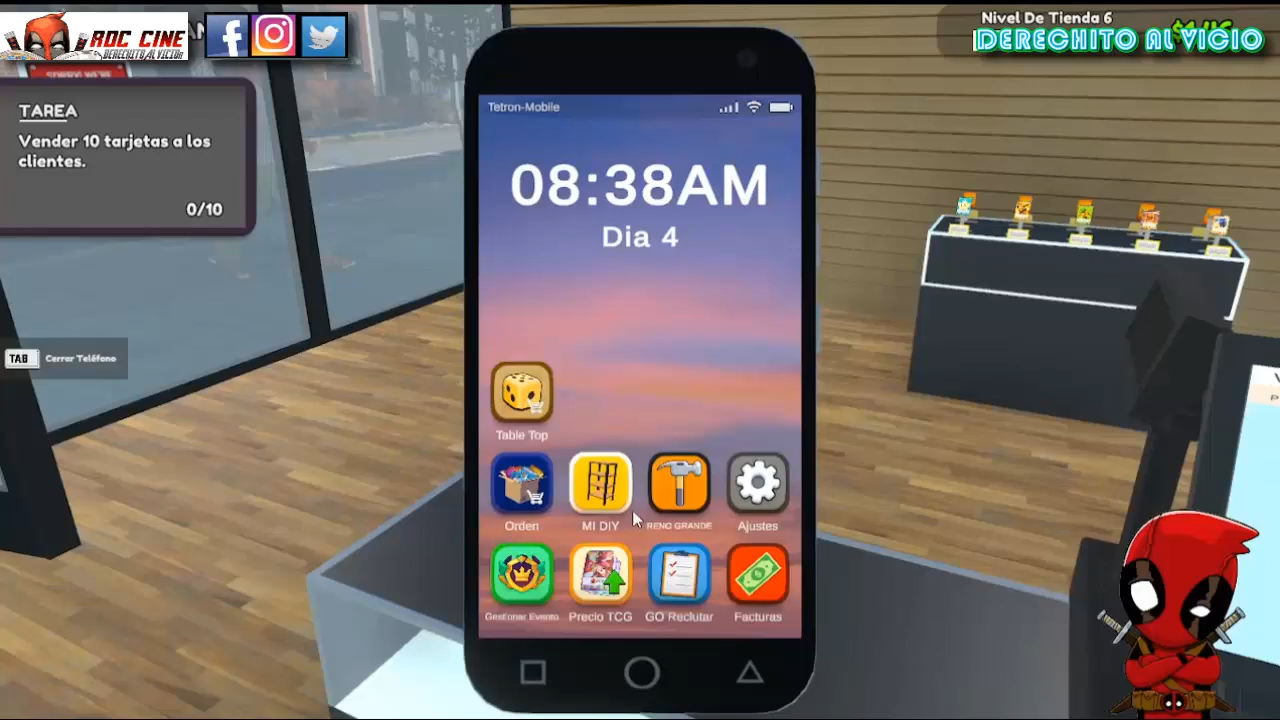 RDC CINE
DERECHITO AL VICIO
Nivel De Tienda 6
DERECHITO AL VICIO
TAREA
Vender 10 tarjetas a los
clientes.
0/10
TAB Cerrar Teléfono
Tetron-Mobile
08:38AM
Dia 4
Table Top
Orden
MI DIY
RENO GRANDE
Ajustes
Gestionar Evento
Precio TCG
GO Reclutar
Facturas